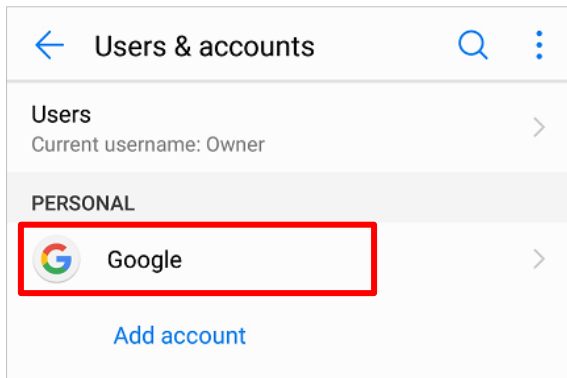 Users & accounts
Users
Current username: Owner
PERSONAL
Google
Add account